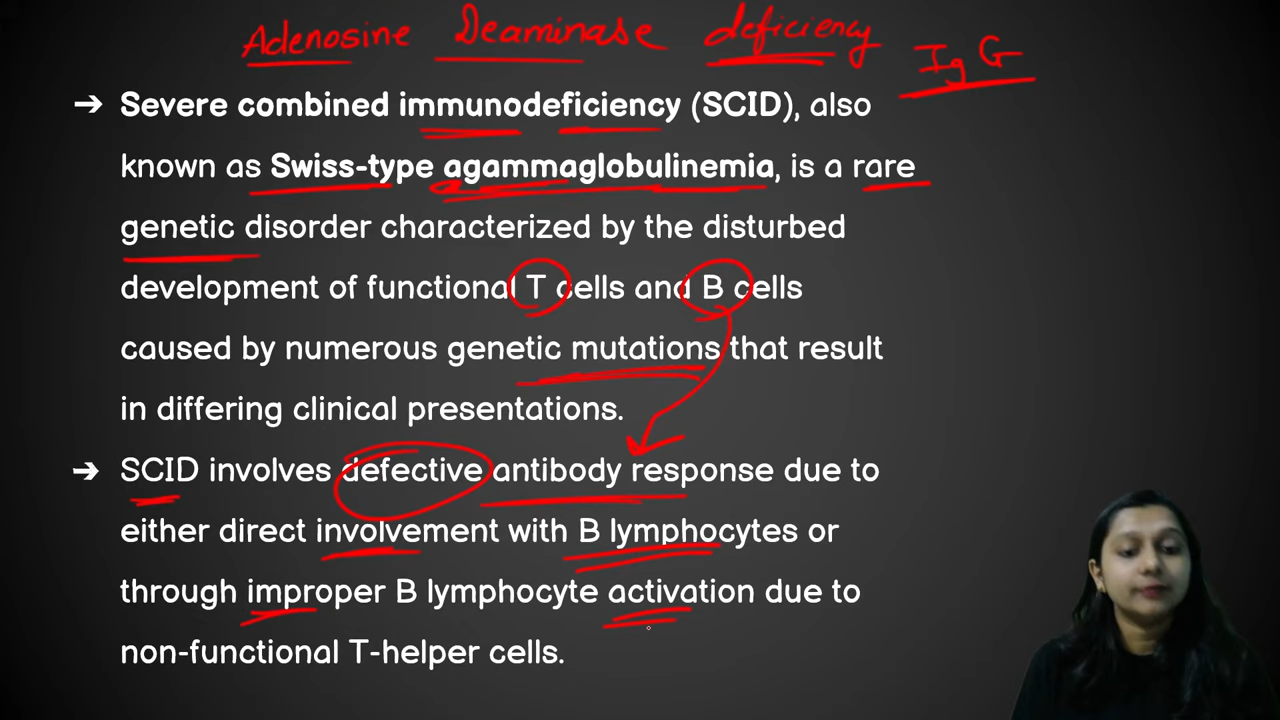 Adenosine Deaminase deficiency
IgG
➔ Severe combined immunodeficiency (SCID), also
known as Swiss-type agammaglobulinemia, is a rare
genetic disorder characterized by the disturbed
development of functional T cells and B cells
caused by numerous genetic mutations that result
in differing clinical presentations.
➔ SCID involves defective antibody response due to
either direct involvement with B lymphocytes or
through improper B lymphocyte activation due to
non-functional T-helper cells.